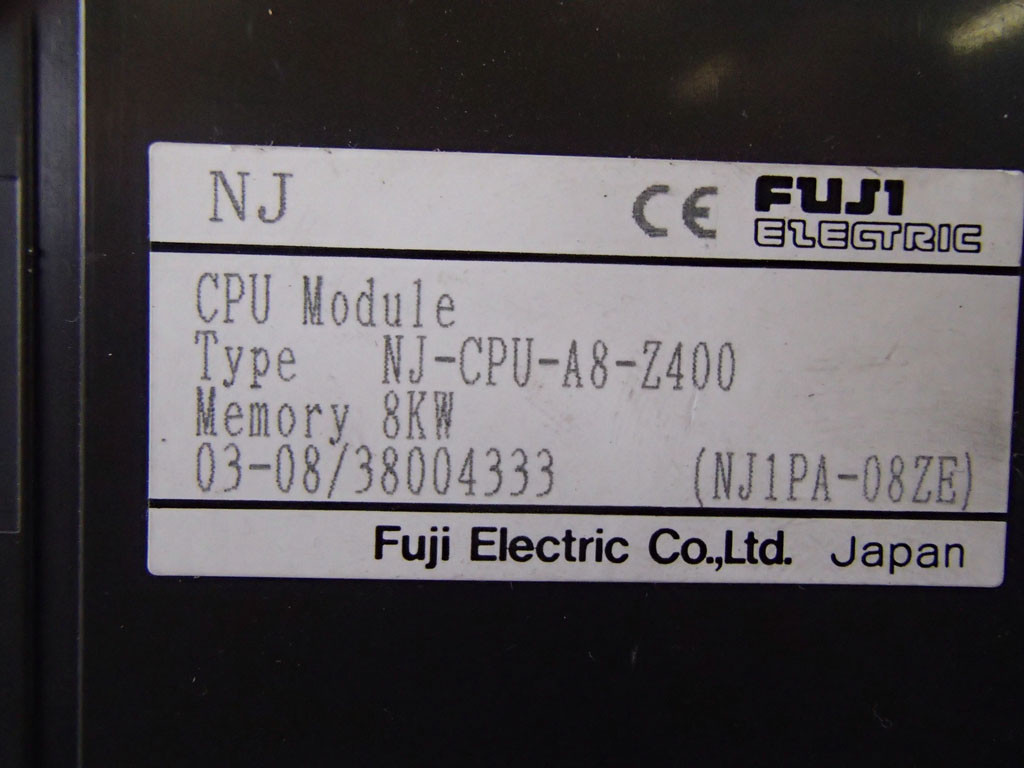 NJ CE FUJI
ELECTRIC
CPU Module
Type NJ-CPU-A8-Z400
Memory 8KW
03-08/38004333 (NJ1PA-08ZE)
Fuji Electric Co.,Ltd. Japan